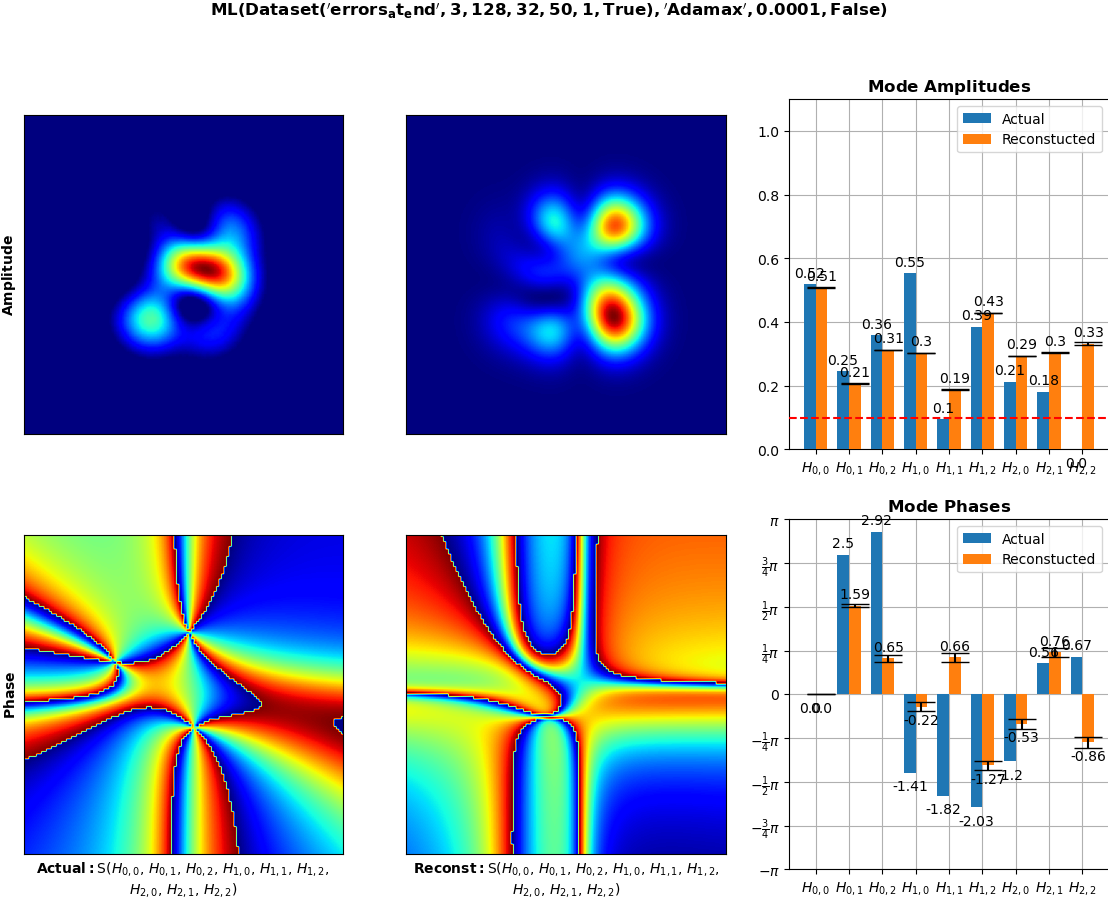 ML(Dataset('errors_at_end', 3, 128, 32, 50, 1, True), 'Adamax', 0.0001, False)
Amplitude
Mode Amplitudes
Actual
Reconstucted
1.0
0.8
0.6
0.4
0.2
0.0
0.52
0.51
0.25
0.21
0.36
0.31
0.55
0.3
0.1
0.19
0.39
0.43
0.21
0.29
0.18
0.3
0.0
0.33
H0,0 H0,1 H0,2 H1,0 H1,1 H1,2 H2,0 H2,1 H2,2
Phase
Mode Phases
Actual
Reconstucted
π
3/4π
1/2π
1/4π
0
−1/4π
−1/2π
−3/4π
−π
0.0
0.0
2.5
1.59
2.92
0.65
-1.41
-0.22
-1.82
0.66
-2.03
-1.27
-1.2
-0.53
0.56
0.76
0.67
-0.86
H0,0 H0,1 H0,2 H1,0 H1,1 H1,2 H2,0 H2,1 H2,2
Actual: S(H0,0, H0,1, H0,2, H1,0, H1,1, H1,2,
H2,0, H2,1, H2,2)
Reconst: S(H0,0, H0,1, H0,2, H1,0, H1,1, H1,2,
H2,0, H2,1, H2,2)